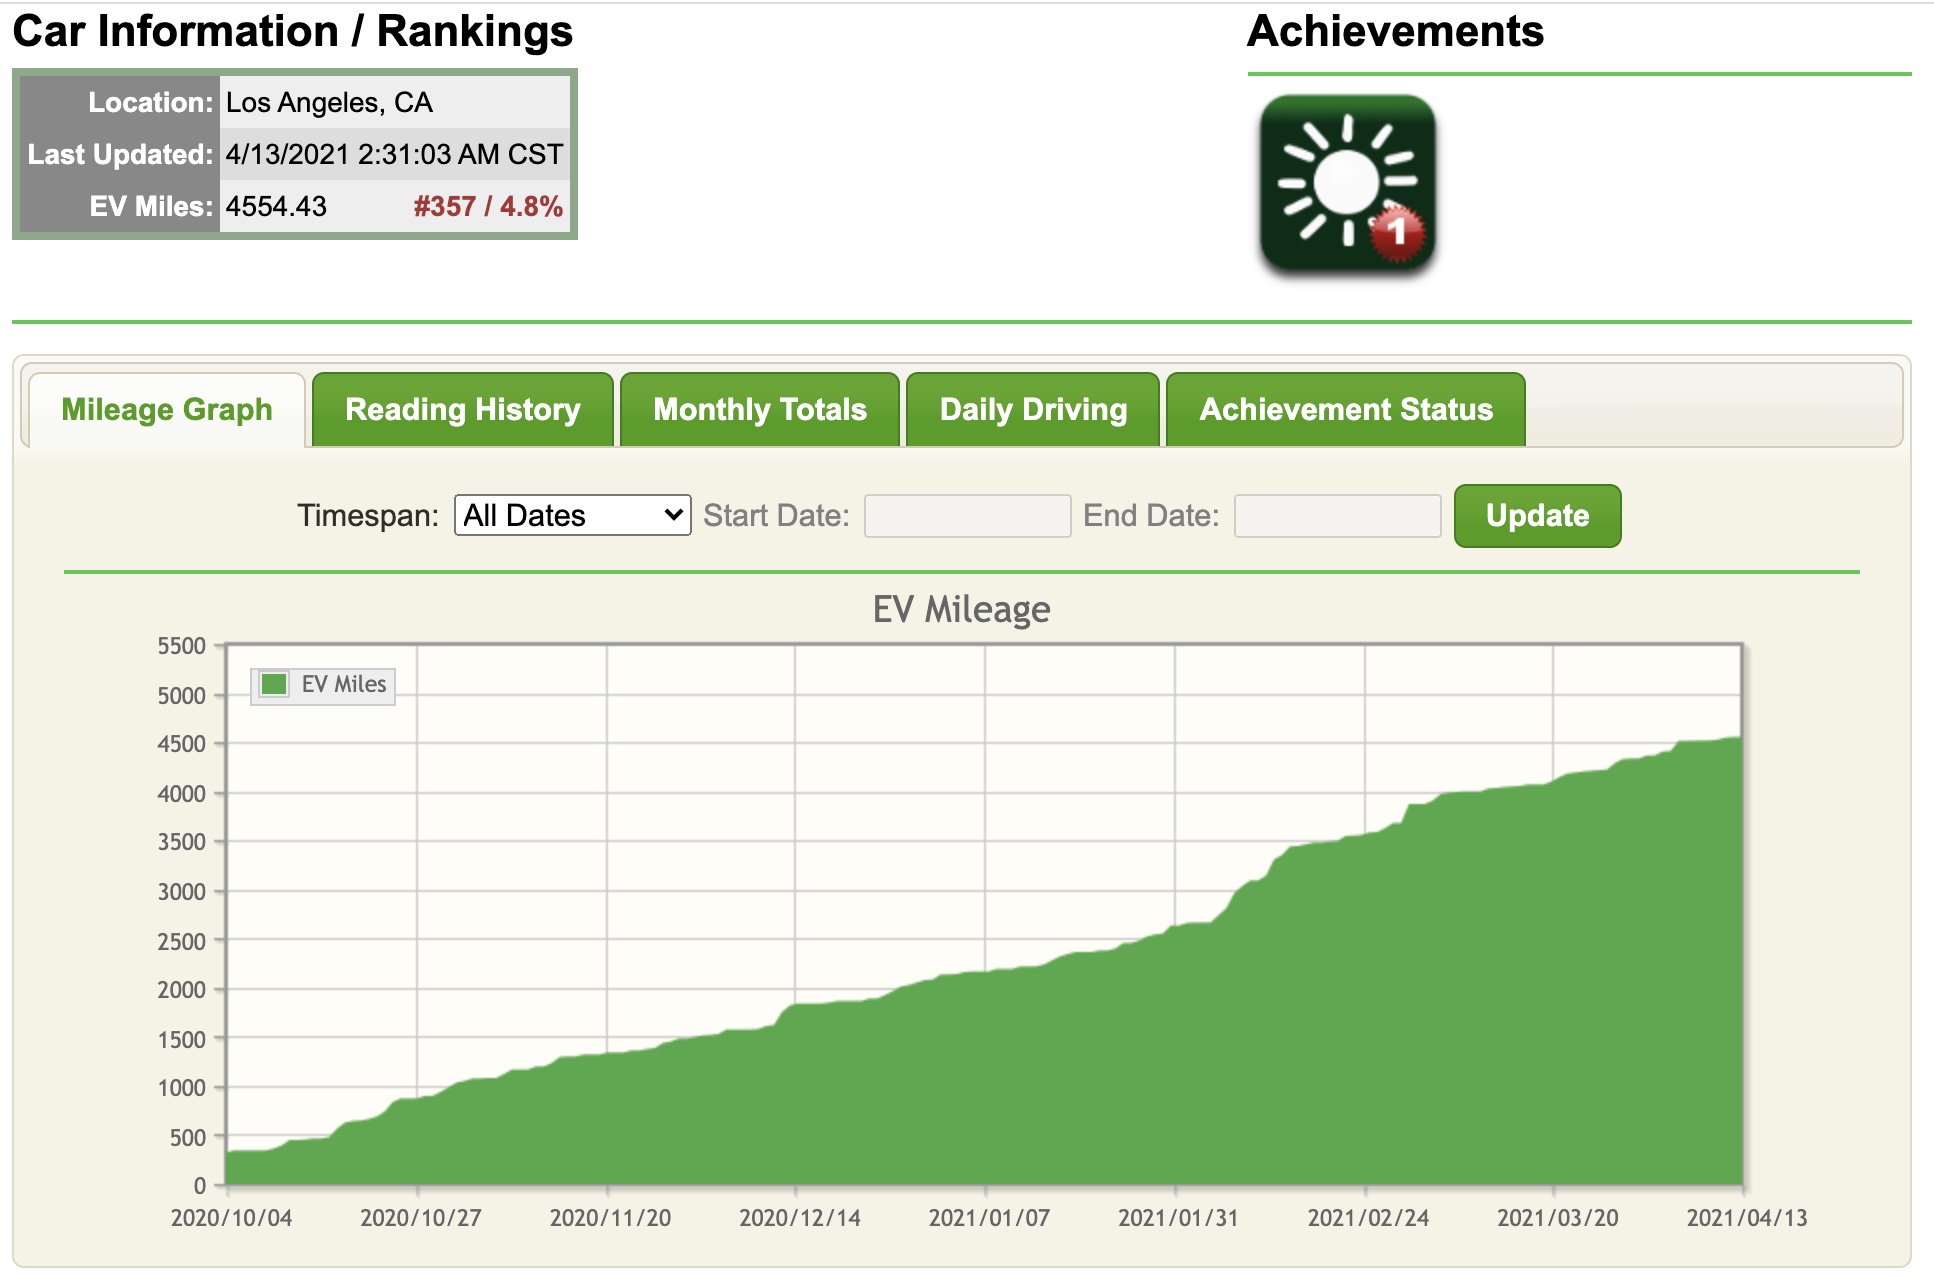 Car Information / Rankings
Achievements
Location: Los Angeles, CA
Last Updated: 4/13/2021 2:31:03 AM CST
EV Miles: 4554.43 #357 / 4.8%
1
Mileage Graph Reading History Monthly Totals Daily Driving Achievement Status
Timespan: All Dates Start Date: End Date: Update
EV Mileage
EV Miles
5500
5000
4500
4000
3500
3000
2500
2000
1500
1000
500
0
2020/10/04 2020/10/27 2020/11/20 2020/12/14 2021/01/07 2021/01/31 2021/02/24 2021/03/20 2021/04/13